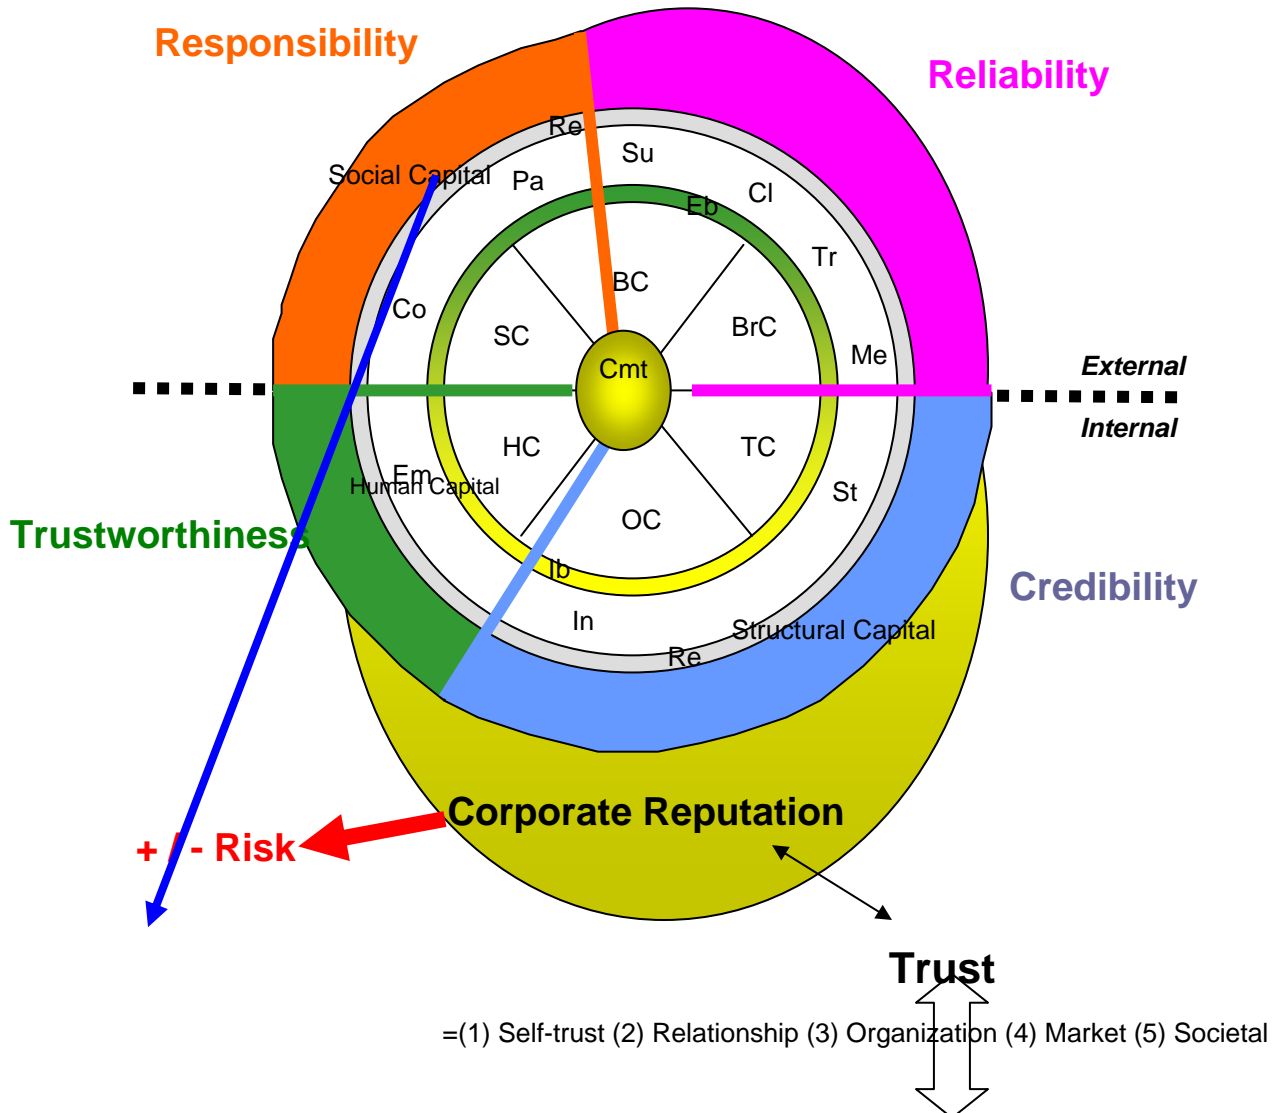 Responsibility
Reliability
Re
Su
Social Capital
Pa
Cl
Eb
Tr
BC
Co
SC
BrC
Me
Cmt
External
Internal
HC
TC
Em
Human Capital
St
OC
Trustworthiness
Ib
Credibility
In
Structural Capital
Re
Corporate Reputation
+ / - Risk
Trust
=(1) Self-trust (2) Relationship (3) Organization (4) Market (5) Societal